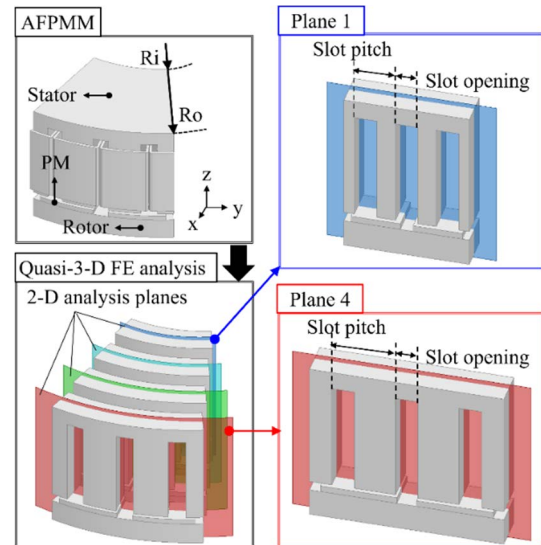 AFPMM
Ri
Ro
Stator
PM
Rotor
z
y
x
Quasi-3-D FE analysis
2-D analysis planes
Plane 1
Slot pitch
Slot opening
Plane 4
Slot pitch
Slot opening